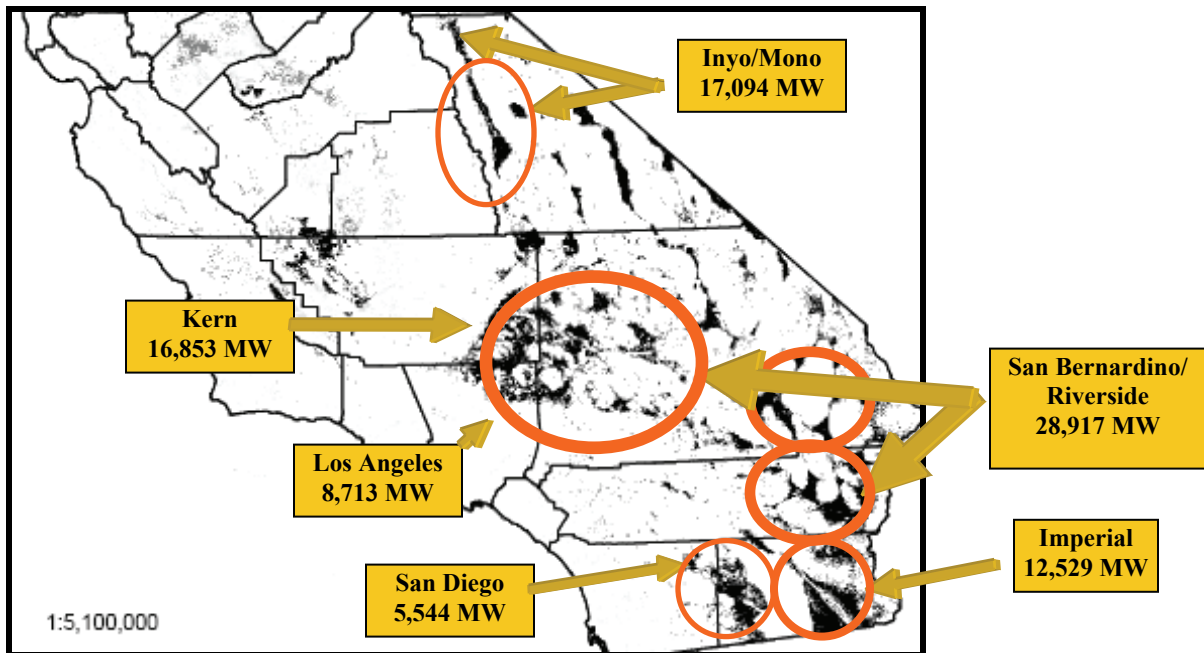 Inyo/Mono
17,094 MW
Kern
16,853 MW
San Bernardino/
Riverside
28,917 MW
Los Angeles
8,713 MW
Imperial
12,529 MW
San Diego
5,544 MW
1:5,100,000